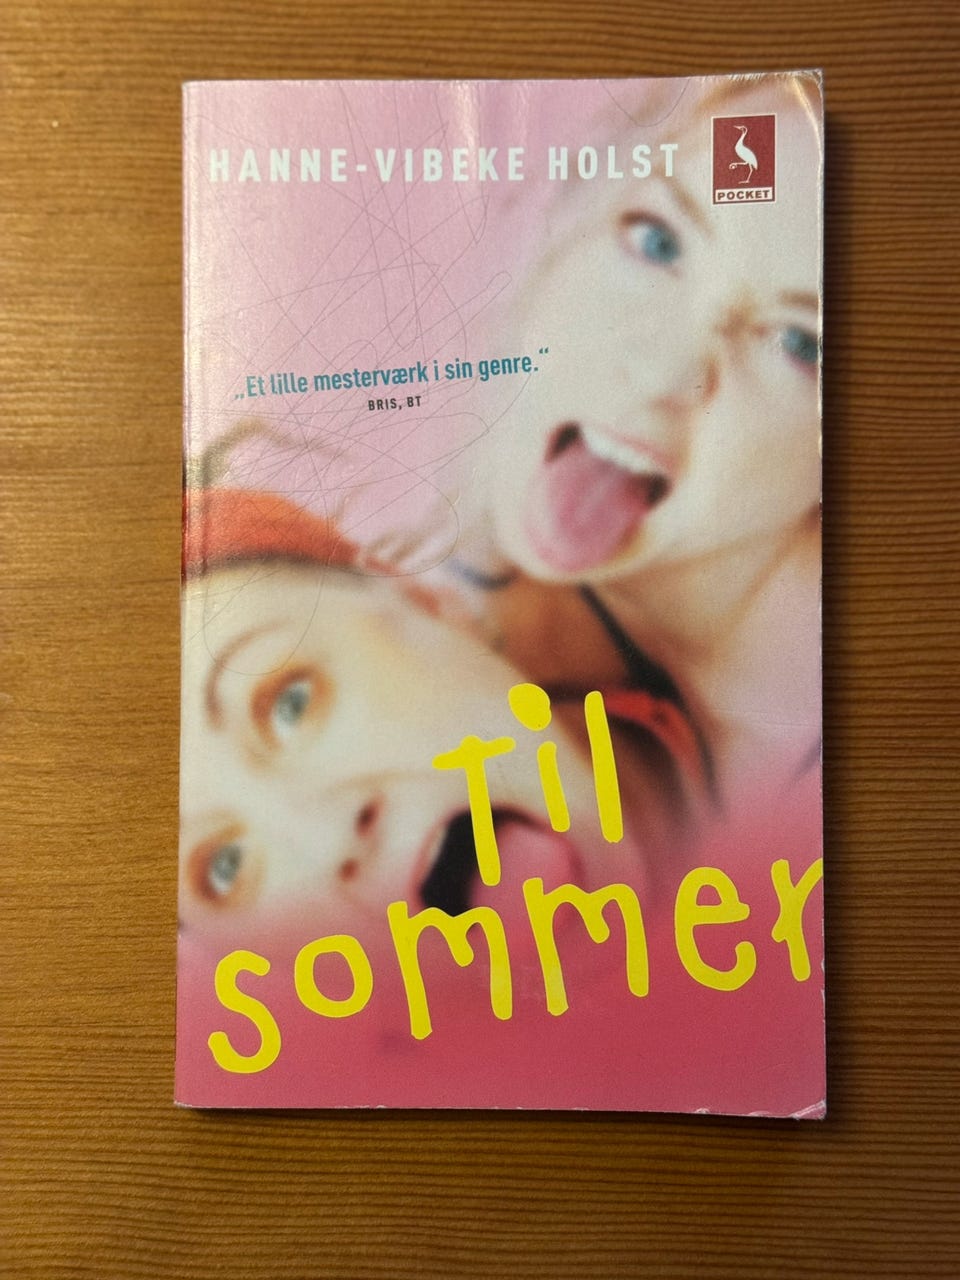 HANNE-VIBEKE HOLST
POCKET
„Et lille mesterværk i sin genre.“
BRIS, BT
til
sommer